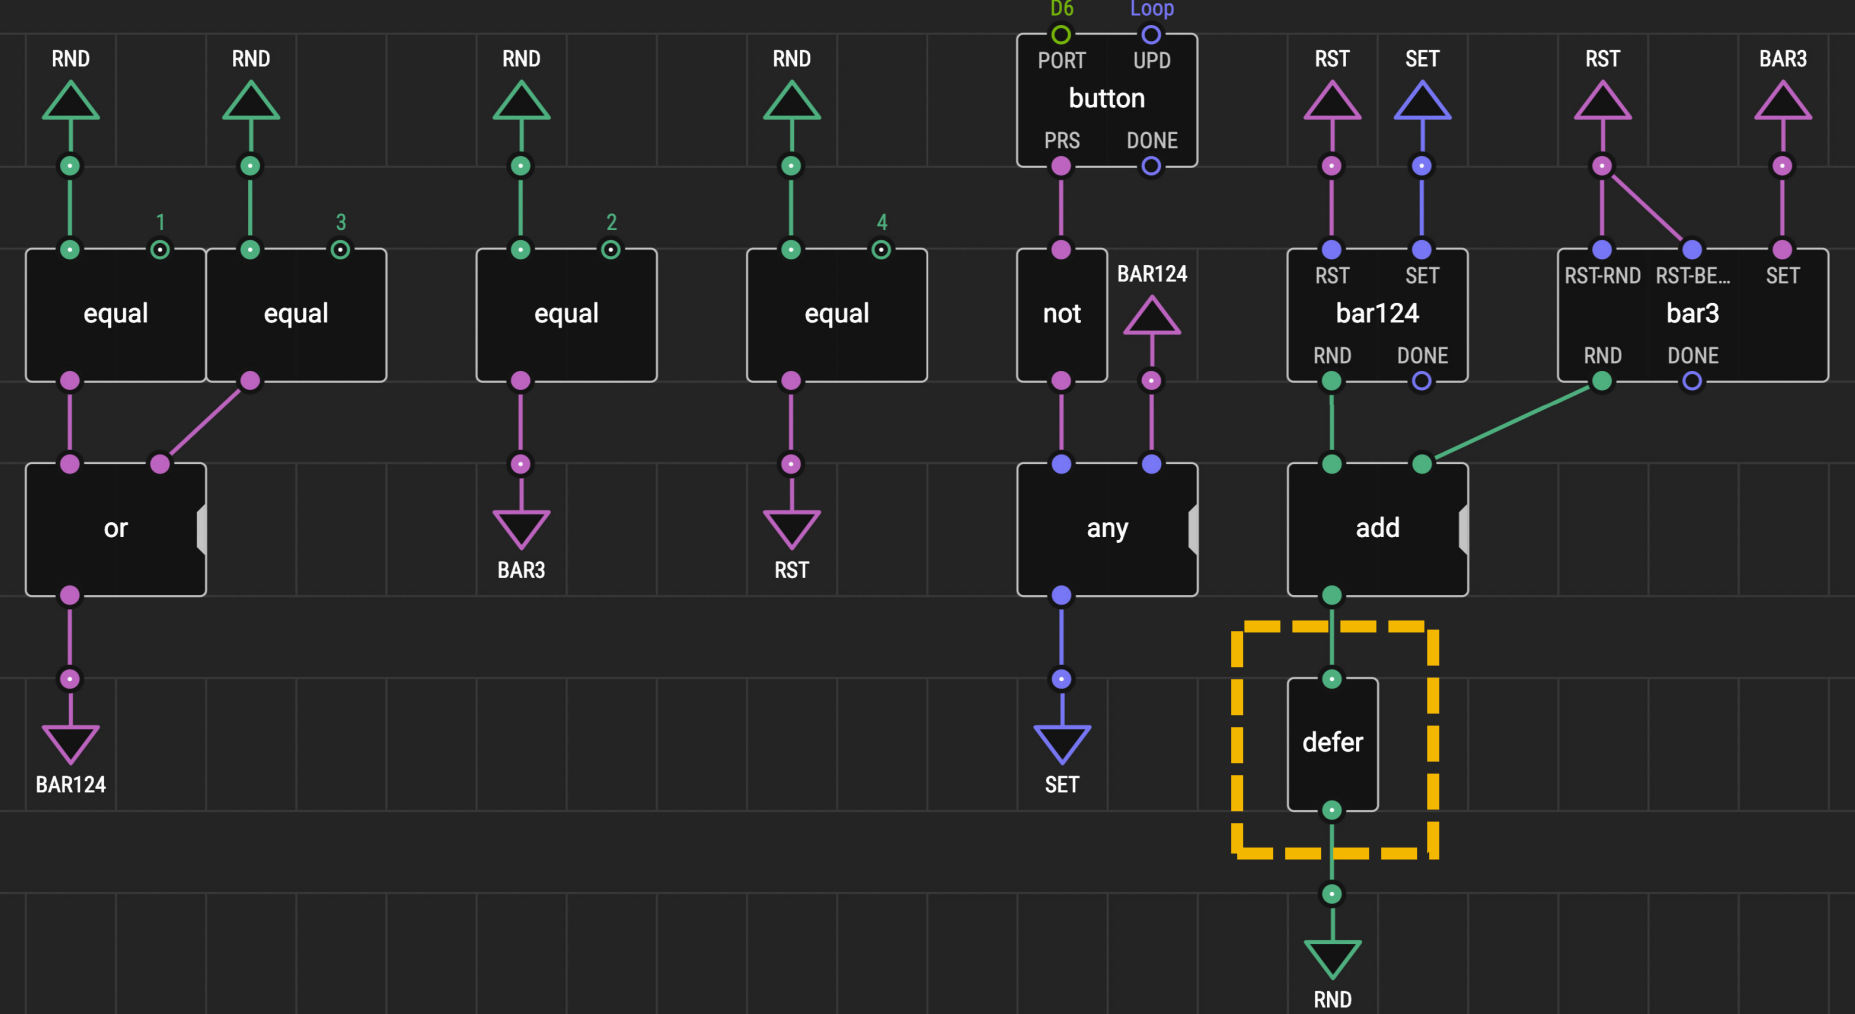 D6 Loop
RND RND RND RND PORT UPD RST SET RST BAR3
button
PRS DONE
1 3 2 4
BAR124 RST SET RST-RND RST-BE... SET
equal equal equal equal not bar124 bar3
RND DONE RND DONE
or any add
BAR3 RST
defer
BAR124 SET
RND